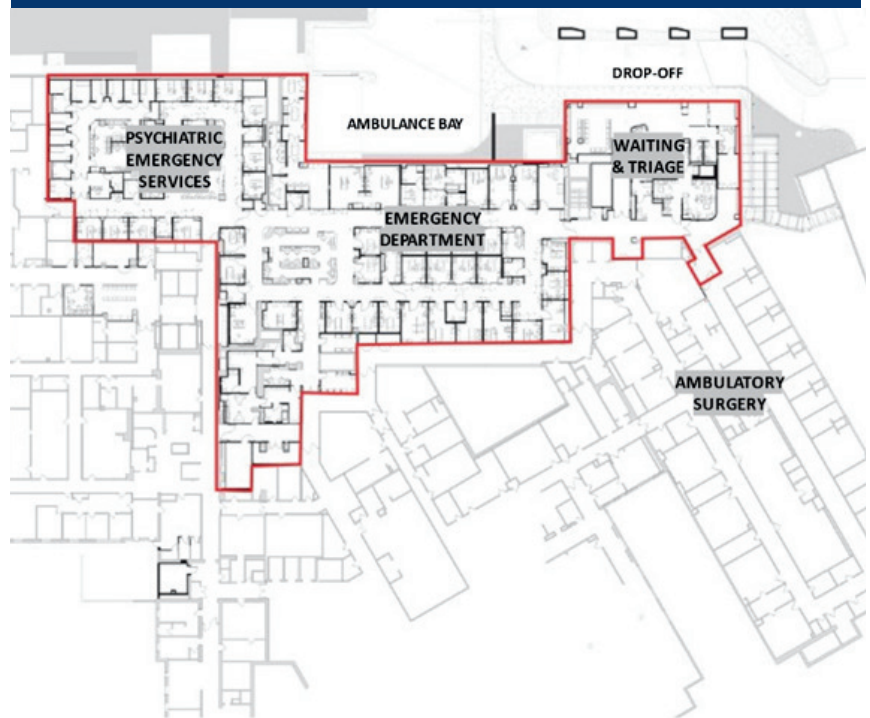 DROP-OFF
AMBULANCE BAY
PSYCHIATRIC
EMERGENCY
SERVICES
WAITING
& TRIAGE
EMERGENCY
DEPARTMENT
AMBULATORY
SURGERY